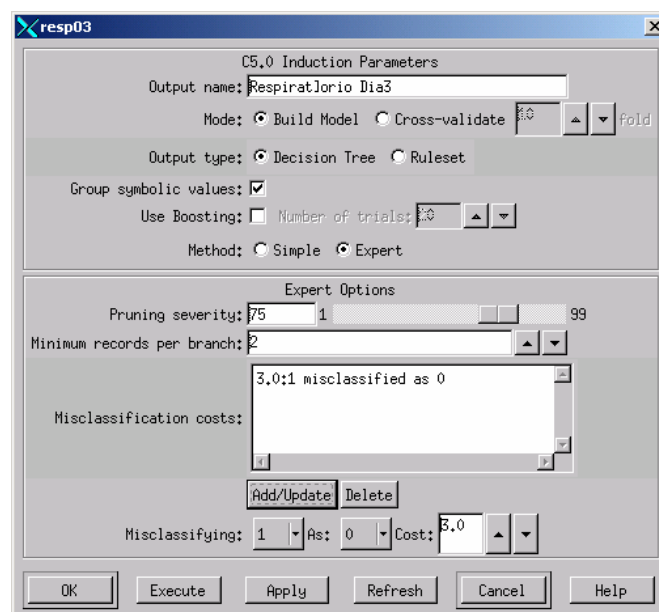 resp03
C5.0 Induction Parameters
Output name: Respirat]orio Dia3
Mode: Build Model Cross-validate fold
Output type: Decision Tree Ruleset
Group symbolic values:
Use Boosting: Number of trials:
Method: Simple Expert
Expert Options
Pruning severity: 75 1 99
Minimum records per branch: 2
3.0:1 misclassified as 0
Misclassification costs:
Add/Update Delete
Misclassifying: 1 As: 0 Cost: 3.0
OK Execute Apply Refresh Cancel Help